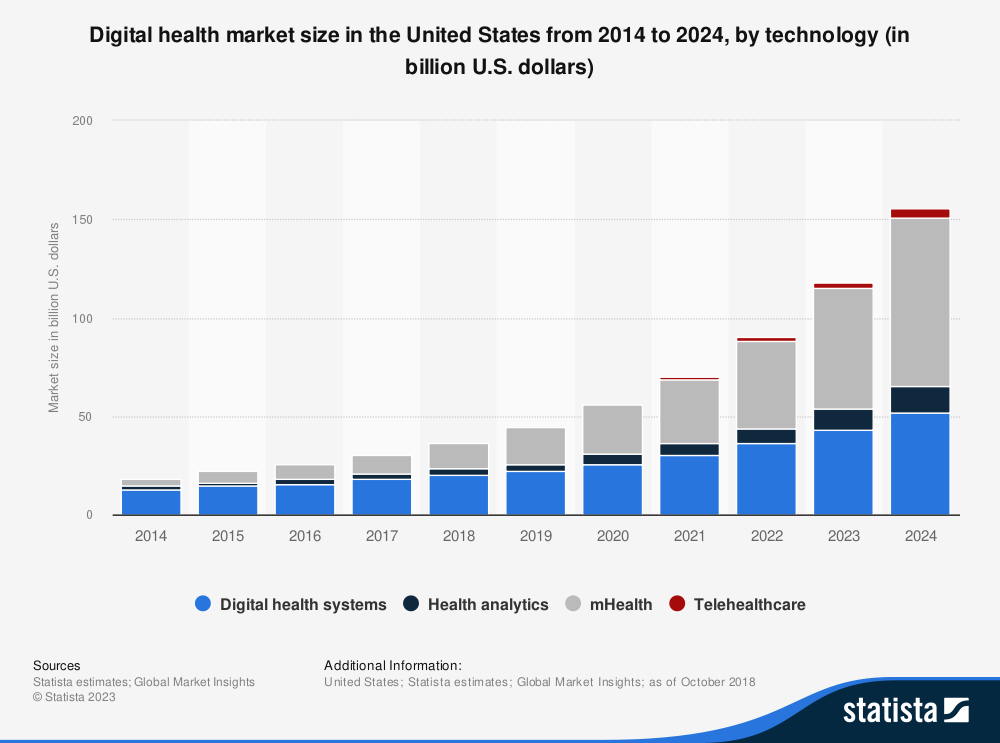 Digital health market size in the United States from 2014 to 2024, by technology (in
billion U.S. dollars)
Market size in billion U.S. dollars
200
150
100
50
0
2014 2015 2016 2017 2018 2019 2020 2021 2022 2023 2024
Digital health systems Health analytics mHealth Telehealthcare
Sources
Statista estimates; Global Market Insights
© Statista 2023
Additional Information:
United States; Statista estimates; Global Market Insights; as of October 2018
statista